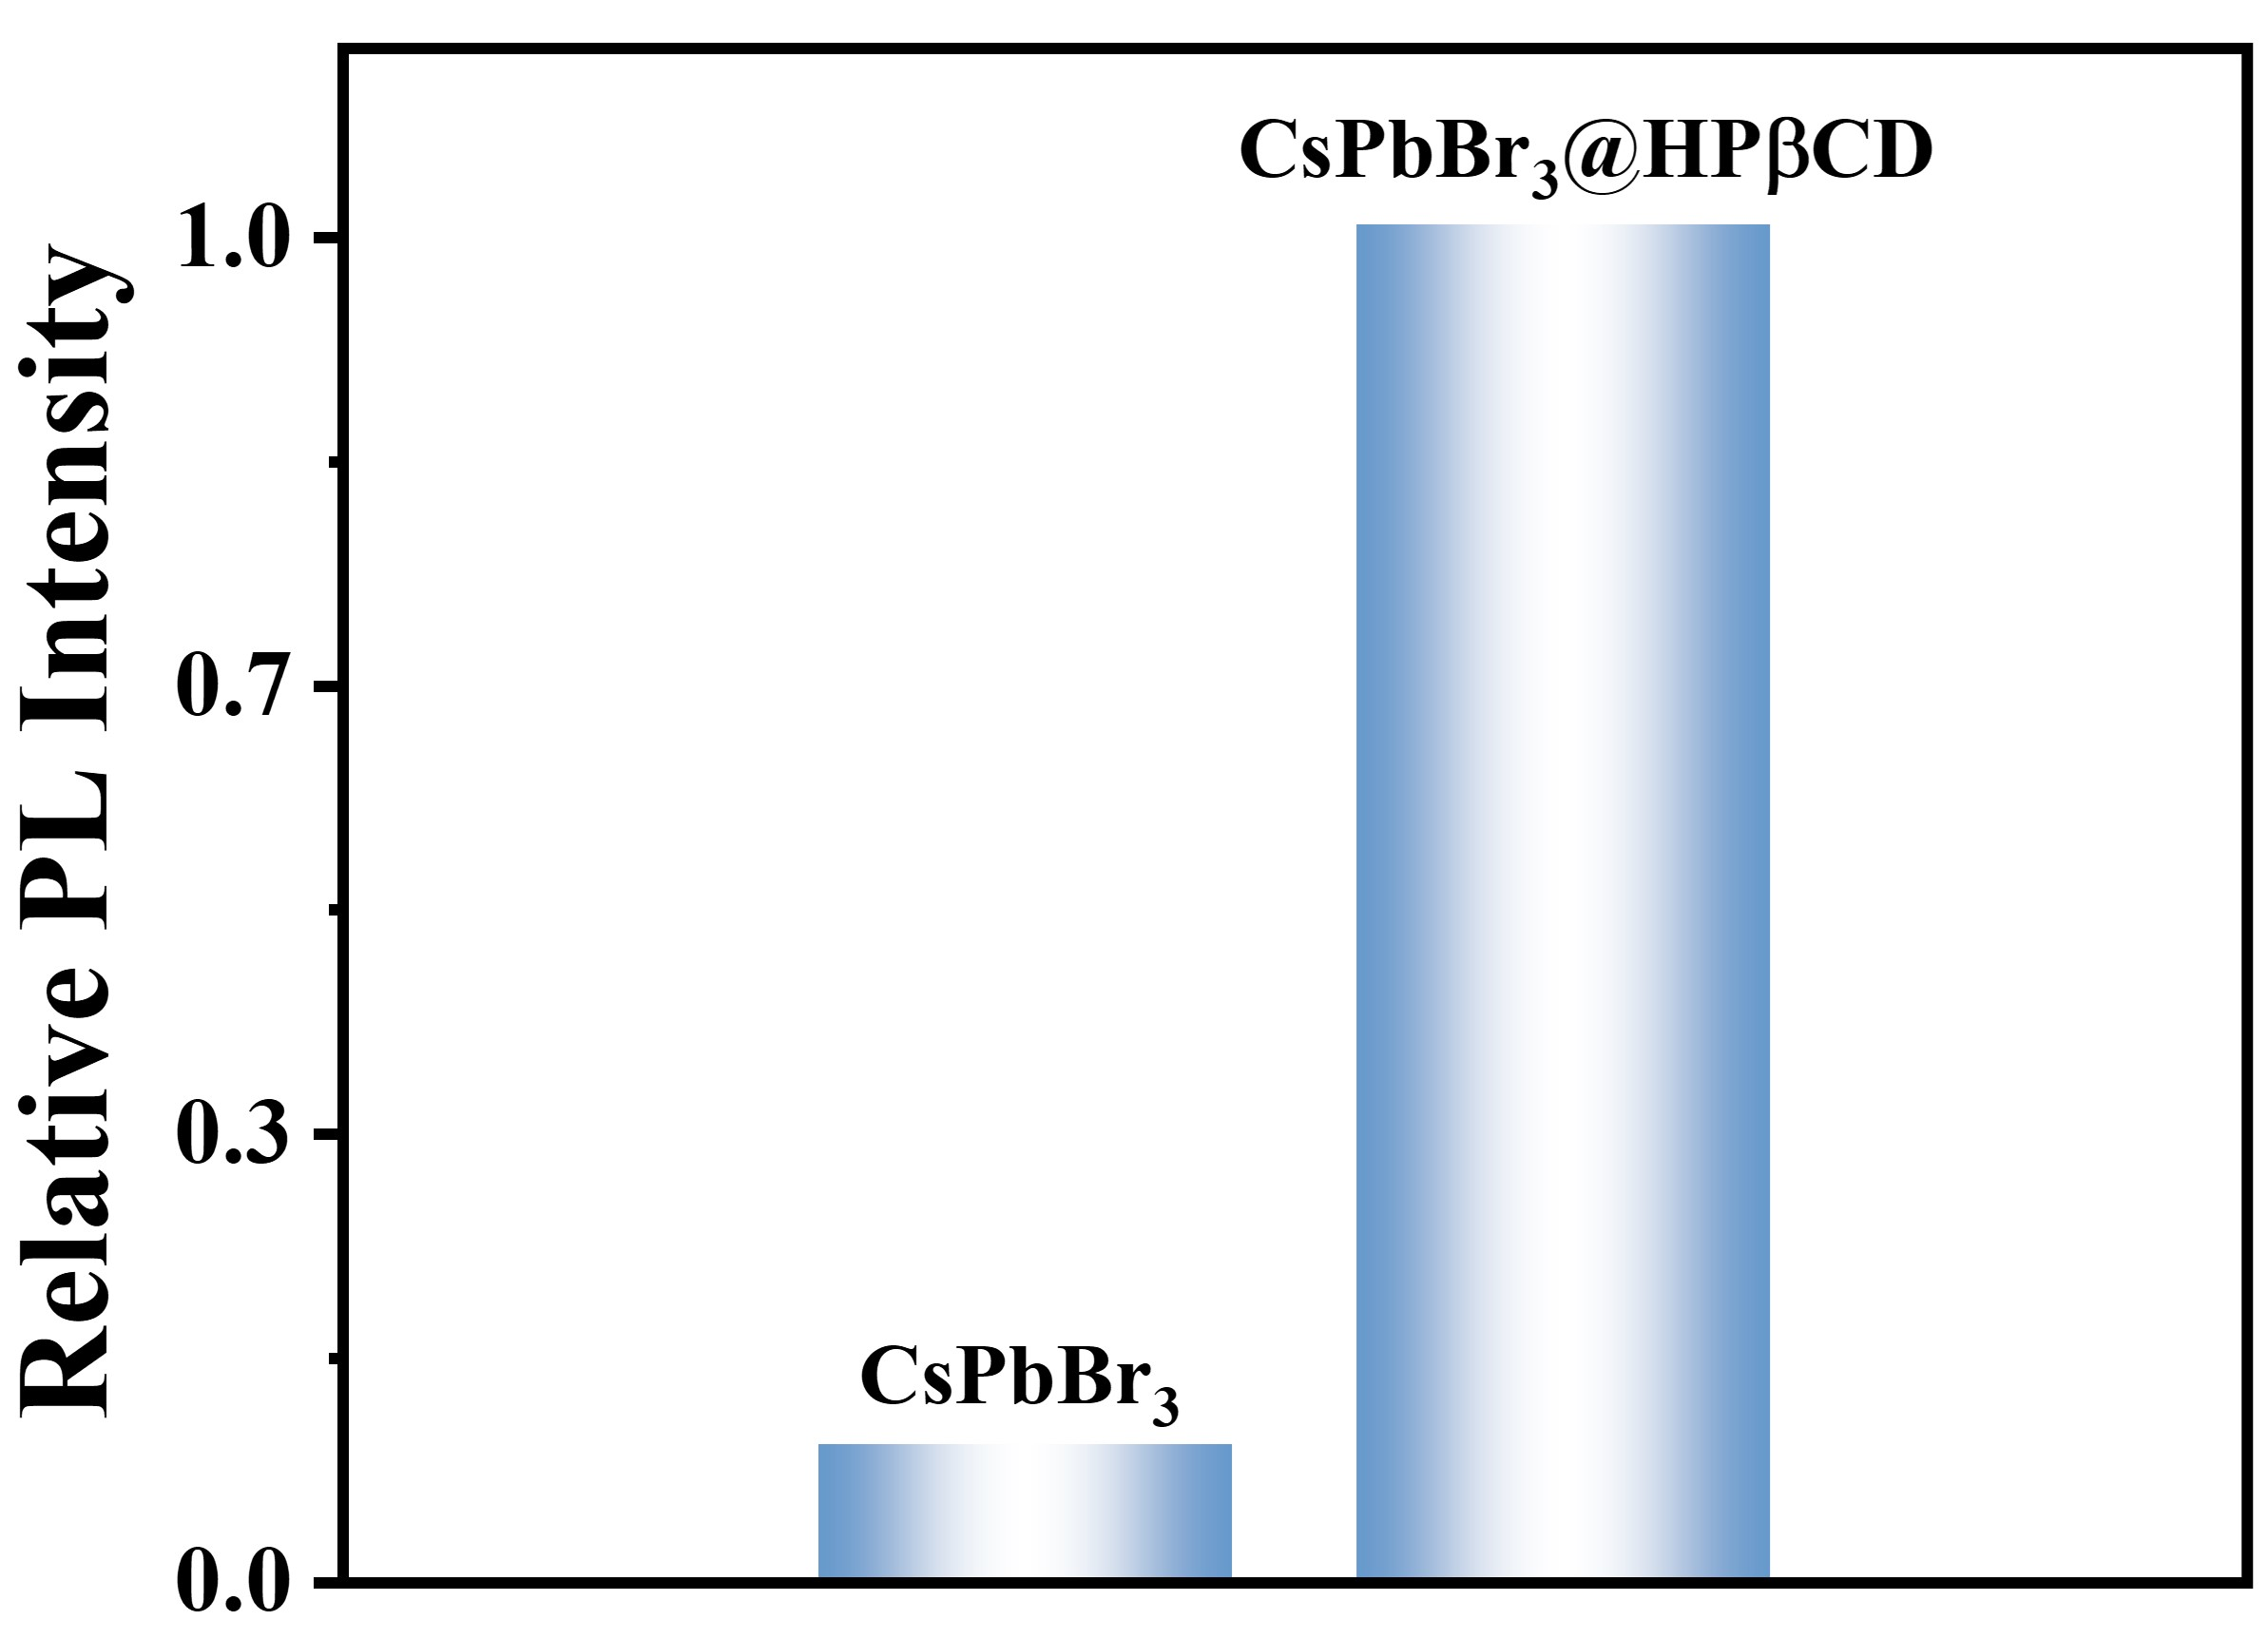 Relative PL Intensity
1.0
0.7
0.3
0.0
CsPbBr₃@HPβCD
CsPbBr₃